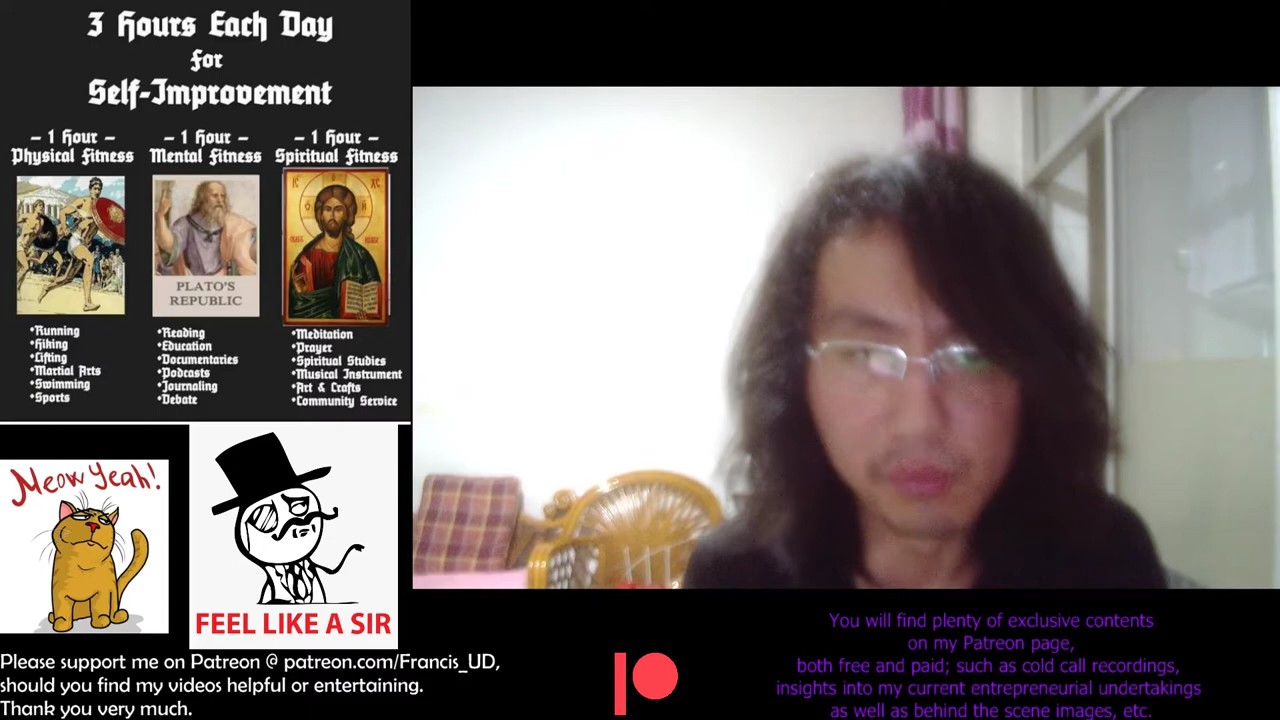 3 Hours Each Day
For
Self-Improvement
– 1 Hour –
Physical Fitness
– 1 Hour –
Mental Fitness
– 1 Hour –
Spiritual Fitness
PLATO'S
REPUBLIC
•Running
•Hiking
•Lifting
•Martial Arts
•Swimming
•Sports
•Reading
•Education
•Documentaries
•Podcasts
•Journaling
•Debate
•Meditation
•Prayer
•Spiritual Studies
•Musical Instrument
•Art & Crafts
•Community Service
Meow Yeah!
FEEL LIKE A SIR
Please support me on Patreon @ patreon.com/Francis_UD,
should you find my videos helpful or entertaining.
Thank you very much.
You will find plenty of exclusive contents
on my Patreon page,
both free and paid; such as cold call recordings,
insights into my current entrepreneurial undertakings
as well as behind the scene images, etc.